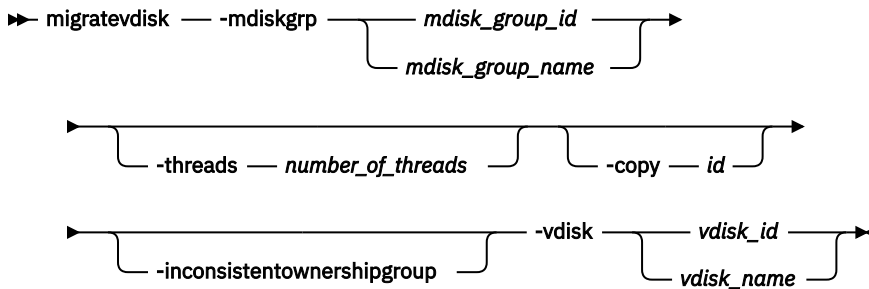 migratevdisk -mdiskgrp mdisk_group_id
mdisk_group_name
-threads number_of_threads -copy id
-inconsistentownershipgroup -vdisk vdisk_id
vdisk_name